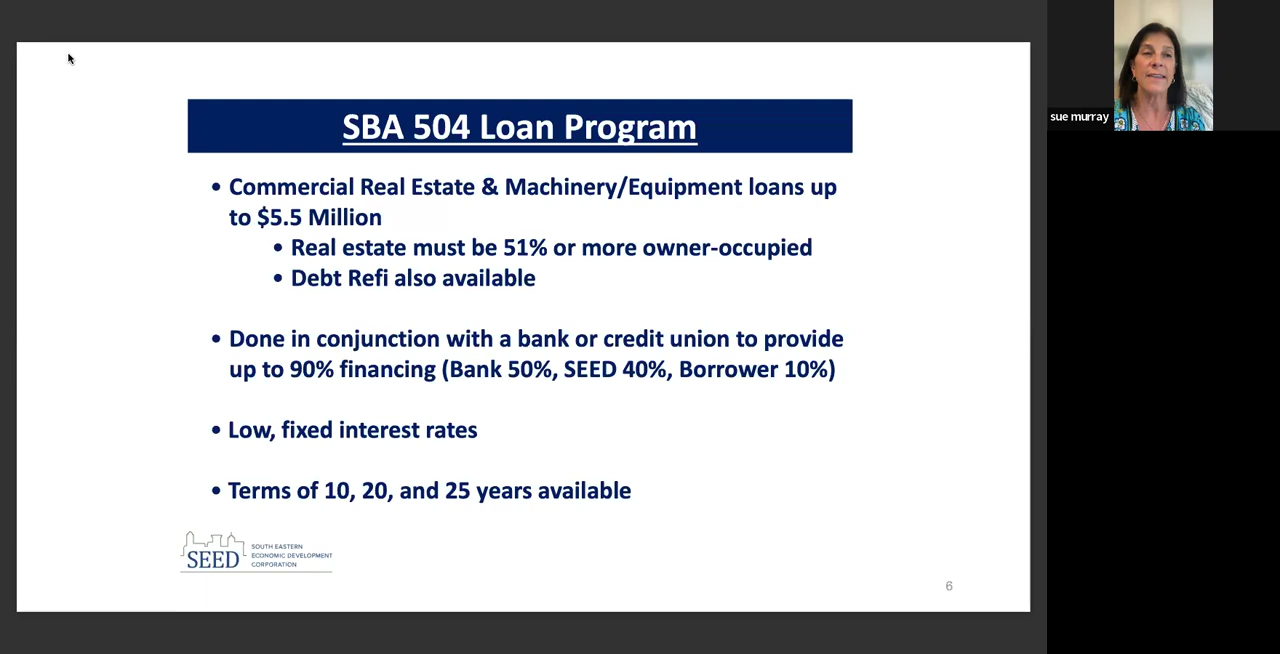 SBA 504 Loan Program
• Commercial Real Estate & Machinery/Equipment loans up
to $5.5 Million
• Real estate must be 51% or more owner-occupied
• Debt Refi also available
• Done in conjunction with a bank or credit union to provide
up to 90% financing (Bank 50%, SEED 40%, Borrower 10%)
• Low, fixed interest rates
• Terms of 10, 20, and 25 years available
SEED
SOUTH EASTERN
ECONOMIC DEVELOPMENT
CORPORATION
6
sue murray